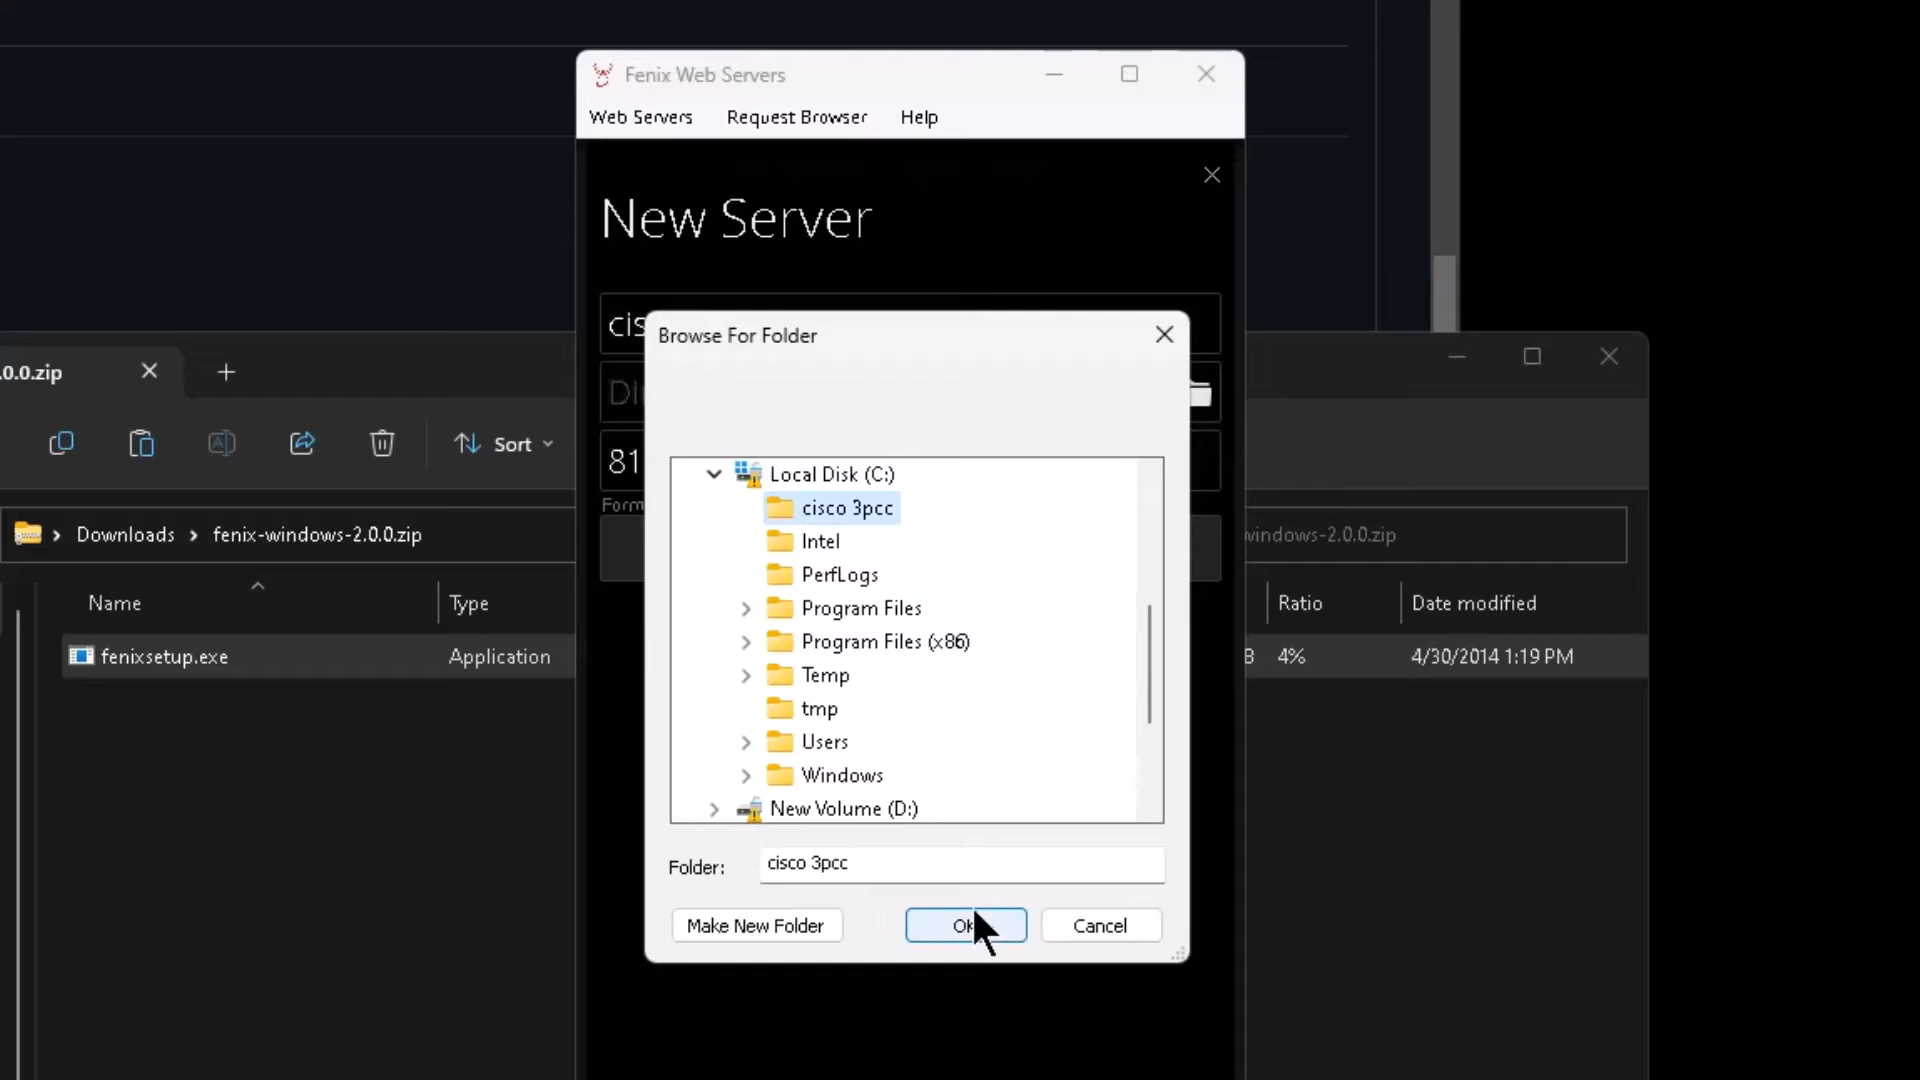 Fenix Web Servers
Web Servers Request Browser Help
New Server
cis
Browse For Folder
.0.0.zip
Di
Sort
81
Local Disk (C:)
cisco 3pcc
Form
Downloads fenix-windows-2.0.0.zip
windows-2.0.0.zip
Intel
PerfLogs
Name Type
Program Files
Ratio Date modified
Program Files (x86)
fenixsetup.exe Application
B 4% 4/30/2014 1:19 PM
Temp
tmp
Users
Windows
New Volume (D:)
Folder: cisco 3pcc
Make New Folder OK Cancel